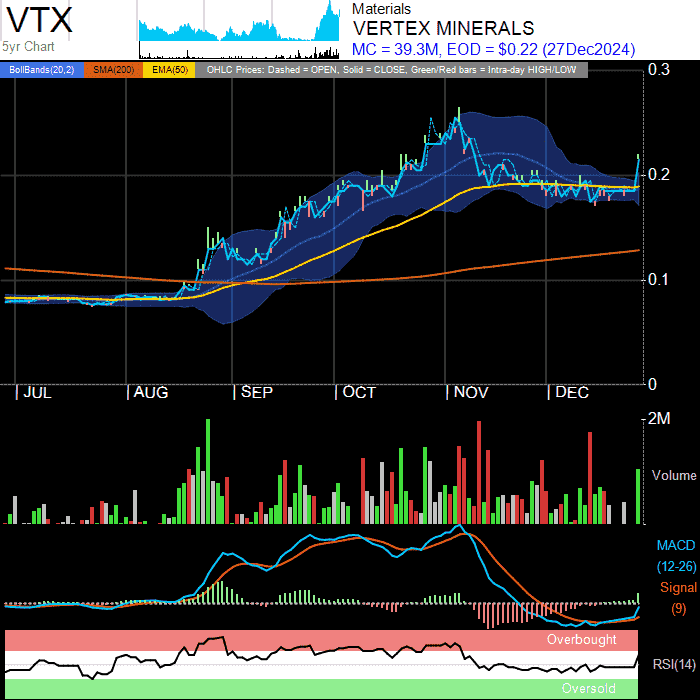 VTX
5yr Chart
Materials
VERTEX MINERALS
MC = 39.3M, EOD = $0.22 (27Dec2024)
BollBands(20,2) SMA(200) EMA(50) OHLC Prices: Dashed = OPEN, Solid = CLOSE, Green/Red bars = Intra-day HIGH/LOW
0.3
0.2
0.1
0
JUL AUG SEP OCT NOV DEC
2M
Volume
MACD
(12-26)
Signal
(9)
Overbought
RSI(14)
Oversold